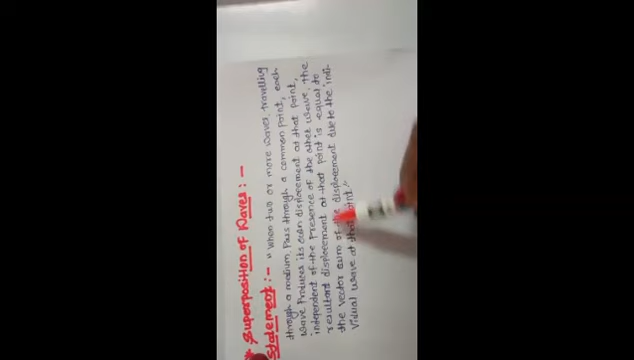 * Superposition of Waves:-
Statement:- "When two or more waves, travelling
through a medium, Pass through a common point, each
wave produces its own displacement at that point,
independent of the presence of the other wave. The
resultant displacement at that point is equal to
the vector sum of the displacement due to the indi-
vidual wave at that point."